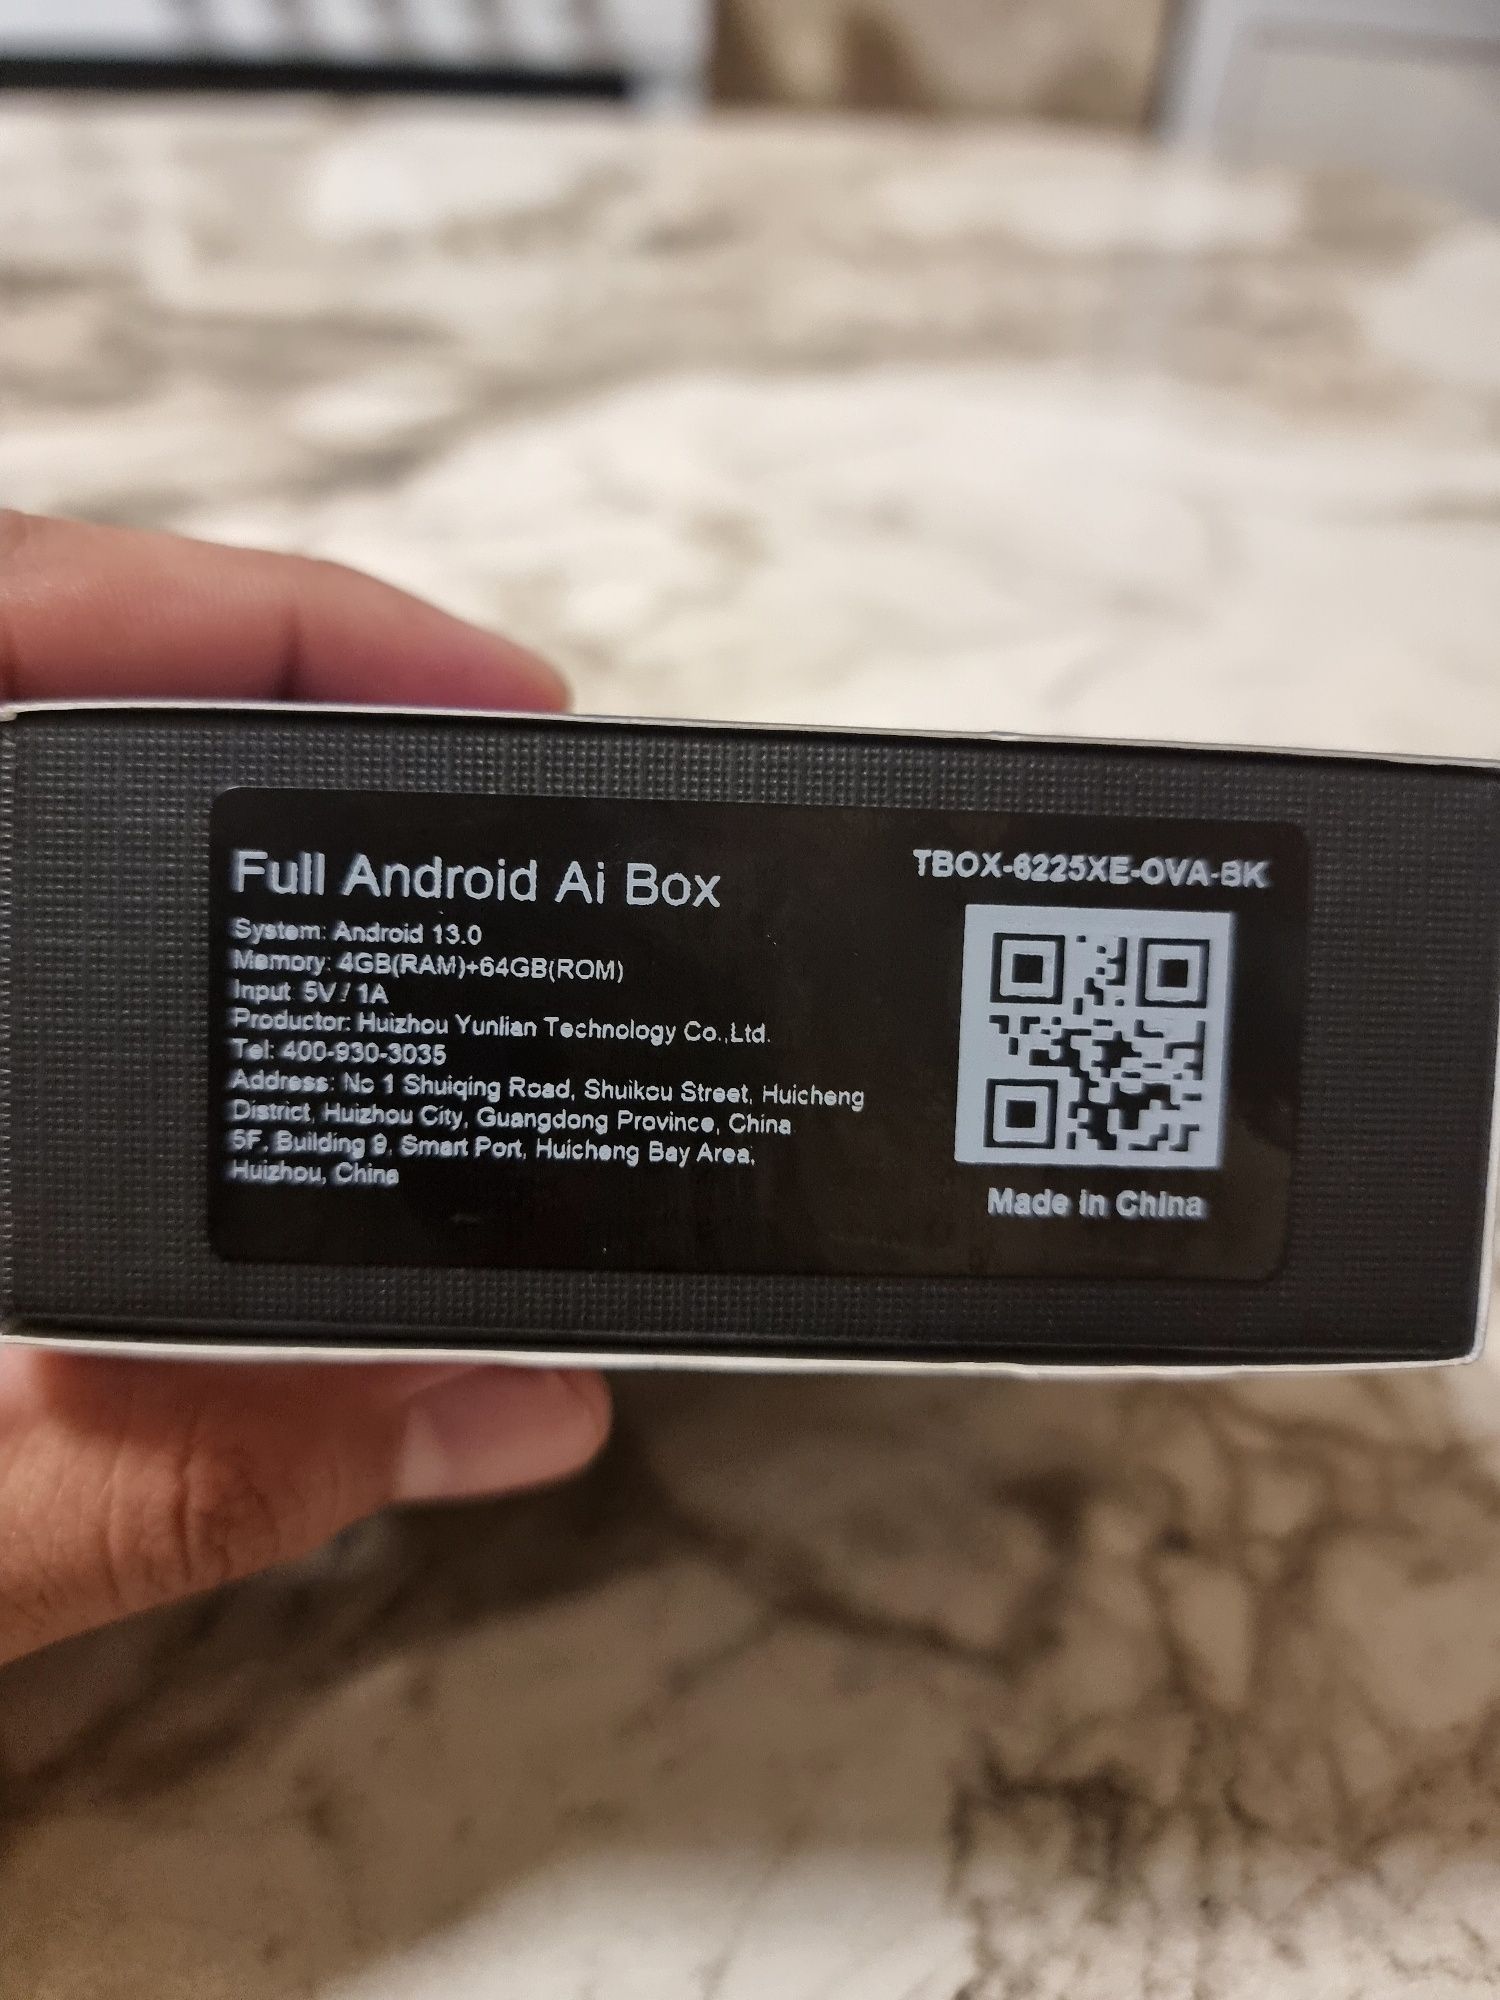 Full Android Ai Box
System: Android 13.0
Memory: 4GB(RAM)+64GB(ROM)
Input 5V / 1A
Productor: Huizhou Yunlian Technology Co.,Ltd.
Tel: 400-930-3035
Address: No 1 Shuiqing Road, Shuikou Street, Huicheng
District, Huizhou City, Guangdong Province, China
5F, Building 9, Smart Port, Huicheng Bay Area,
Huizhou, China
TBOX-6225XE-OVA-BK
Made in China